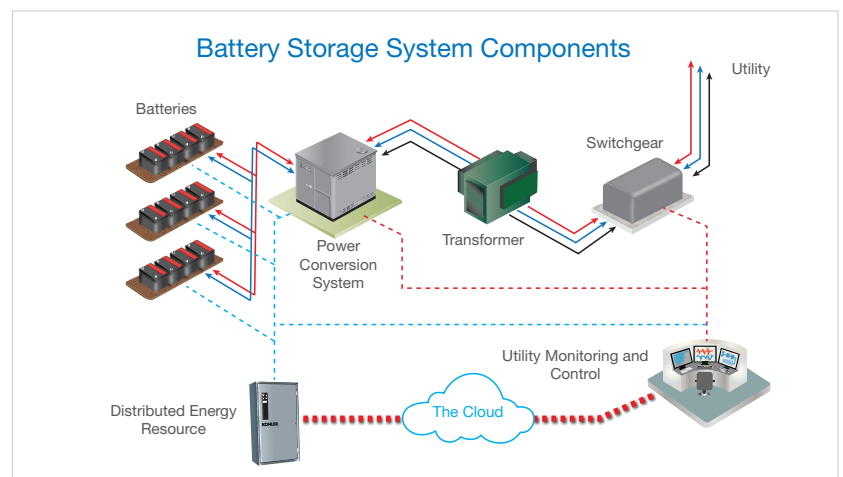 Battery Storage System Components
Utility
Batteries
Switchgear
Power
Conversion
System
Transformer
Utility Monitoring and
Control
Distributed Energy
Resource
KOHLER
The Cloud